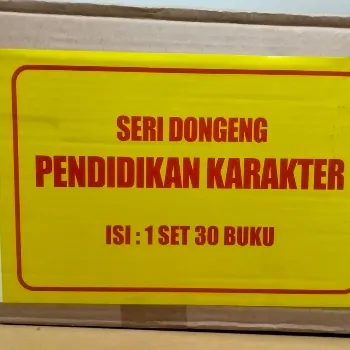 SERI DONGENG
PENDIDIKAN KARAKTER
ISI : 1 SET 30 BUKU